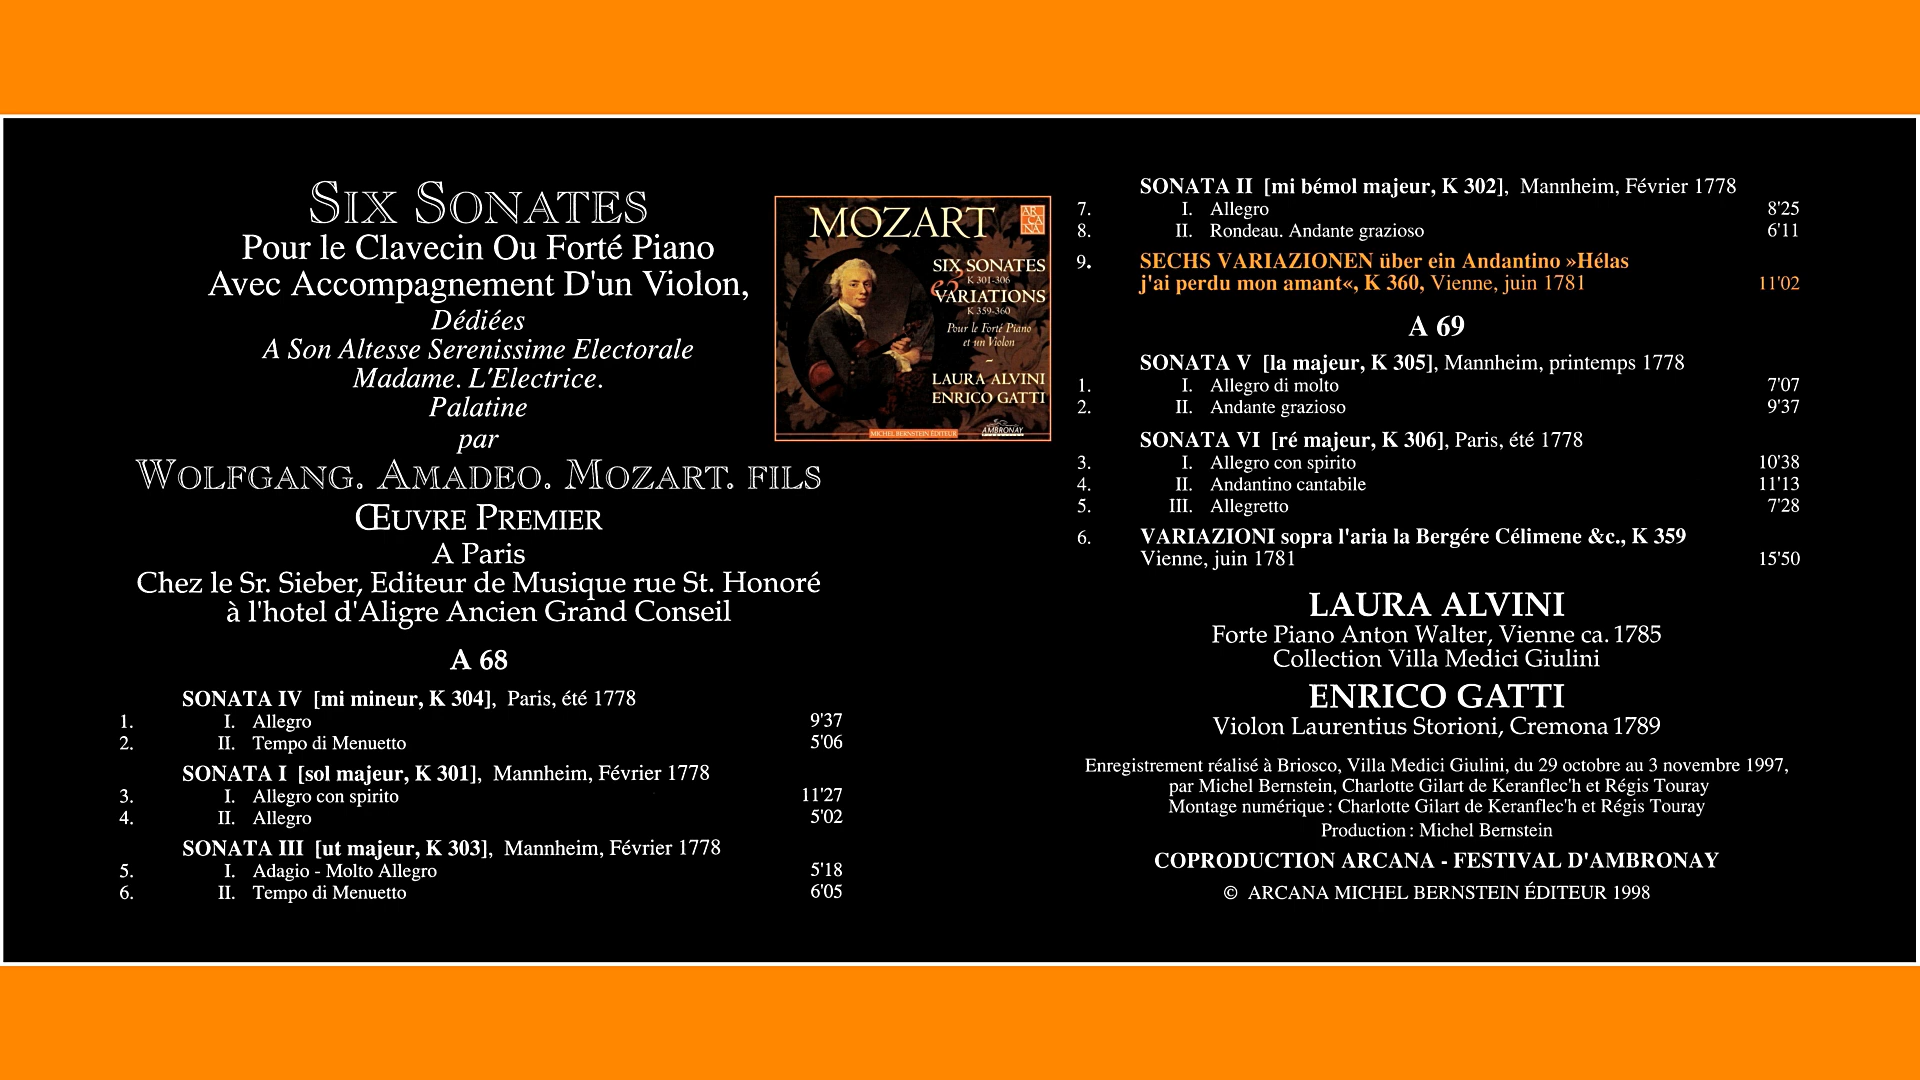 SIX SONATES
Pour le Clavecin Ou Forté Piano
Avec Accompagnement D'un Violon,
Dédiées
A Son Altesse Serenissime Electorale
Madame. L'Electrice.
Palatine
par
WOLFGANG. AMADEO. MOZART. FILS
ŒUVRE PREMIER
A Paris
Chez le Sr. Sieber, Editeur de Musique rue St. Honoré
à l'hotel d'Aligre Ancien Grand Conseil
A 68
SONATA IV [mi mineur, K 304], Paris, été 1778
1. I. Allegro 9'37
2. II. Tempo di Menuetto 5'06
SONATA I [sol majeur, K 301], Mannheim, Février 1778
3. I. Allegro con spirito 11'27
4. II. Allegro 5'02
SONATA III [ut majeur, K 303], Mannheim, Février 1778
5. I. Adagio - Molto Allegro 5'18
6. II. Tempo di Menuetto 6'05
MOZART
ARCANA
SIX SONATES
K 301-306
e3
VARIATIONS
K 359-360
Pour le Forté Piano
et un Violon
–
LAURA ALVINI
ENRICO GATTI
MICHEL BERNSTEIN ÉDITEUR
AMBRONAY
SONATA II [mi bémol majeur, K 302], Mannheim, Février 1778
7. I. Allegro 8'25
8. II. Rondeau. Andante grazioso 6'11
9. SECHS VARIAZIONEN über ein Andantino »Hélas
j'ai perdu mon amant«, K 360, Vienne, juin 1781 11'02
A 69
SONATA V [la majeur, K 305], Mannheim, printemps 1778
1. I. Allegro di molto 7'07
2. II. Andante grazioso 9'37
SONATA VI [ré majeur, K 306], Paris, été 1778
3. I. Allegro con spirito 10'38
4. II. Andantino cantabile 11'13
5. III. Allegretto 7'28
6. VARIAZIONI sopra l'aria la Bergére Célimene &c., K 359
Vienne, juin 1781 15'50
LAURA ALVINI
Forte Piano Anton Walter, Vienne ca. 1785
Collection Villa Medici Giulini
ENRICO GATTI
Violon Laurentius Storioni, Cremona 1789
Enregistrement réalisé à Briosco, Villa Medici Giulini, du 29 octobre au 3 novembre 1997,
par Michel Bernstein, Charlotte Gilart de Keranflec'h et Régis Touray
Montage numérique : Charlotte Gilart de Keranflec'h et Régis Touray
Production : Michel Bernstein
COPRODUCTION ARCANA - FESTIVAL D'AMBRONAY
© ARCANA MICHEL BERNSTEIN ÉDITEUR 1998